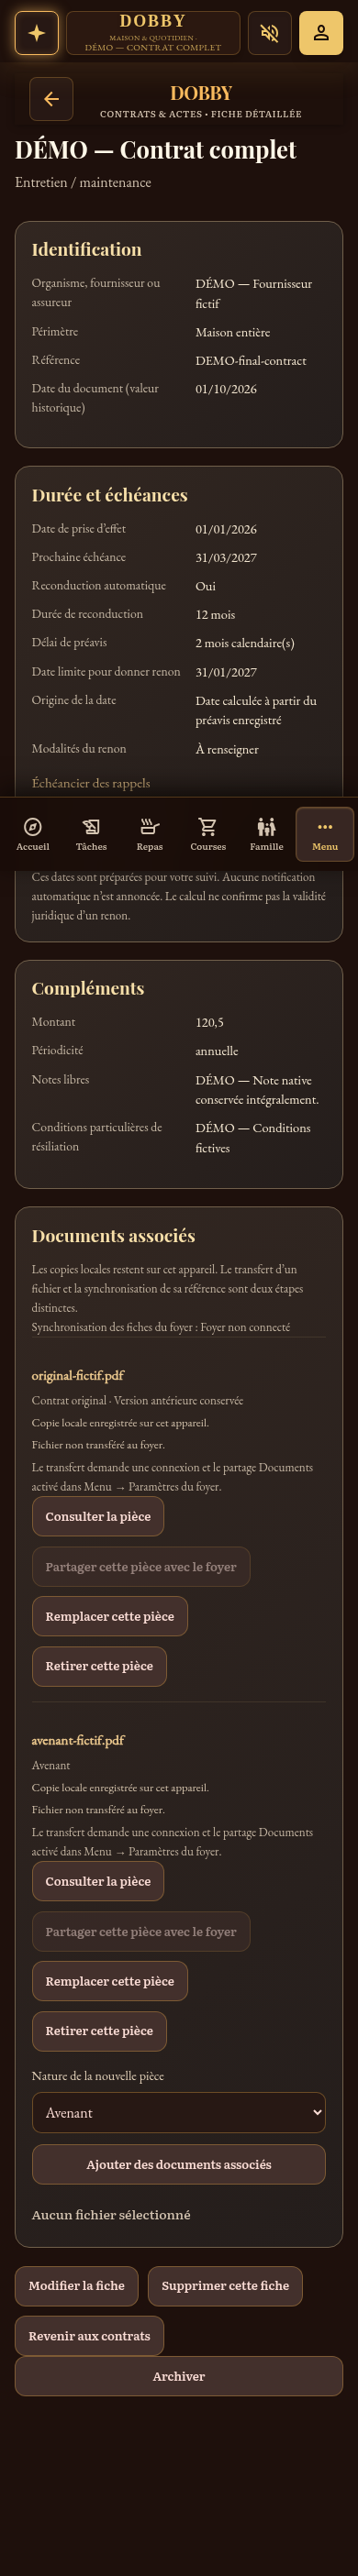 DOBBY
MAISON & QUOTIDIEN ·
DÉMO — CONTRAT COMPLET
DOBBY
CONTRATS & ACTES • FICHE DÉTAILLÉE
DÉMO — Contrat complet
Entretien / maintenance
Identification
Organisme, fournisseur ou
assureur
DÉMO — Fournisseur
fictif
Périmètre
Maison entière
Référence
DEMO-final-contract
Date du document (valeur
historique)
01/10/2026
Durée et échéances
Date de prise d’effet
01/01/2026
Prochaine échéance
31/03/2027
Reconduction automatique
Oui
Durée de reconduction
12 mois
Délai de préavis
2 mois calendaire(s)
Date limite pour donner renon
31/01/2027
Origine de la date
Date calculée à partir du
préavis enregistré
Modalités du renon
À renseigner
Échéancier des rappels
Accueil
Tâches
Repas
Courses
Famille
Menu
Ces dates sont préparées pour votre suivi. Aucune notification
automatique n’est annoncée. Le calcul ne confirme pas la validité
juridique d’un renon.
Compléments
Montant
120,5
Périodicité
annuelle
Notes libres
DÉMO — Note native
conservée intégralement.
Conditions particulières de
résiliation
DÉMO — Conditions
fictives
Documents associés
Les copies locales restent sur cet appareil. Le transfert d’un
fichier et la synchronisation de sa référence sont deux étapes
distinctes.
Synchronisation des fiches du foyer : Foyer non connecté
original-fictif.pdf
Contrat original · Version antérieure conservée
Copie locale enregistrée sur cet appareil.
Fichier non transféré au foyer.
Le transfert demande une connexion et le partage Documents
activé dans Menu → Paramètres du foyer.
Consulter la pièce
Partager cette pièce avec le foyer
Remplacer cette pièce
Retirer cette pièce
avenant-fictif.pdf
Avenant
Copie locale enregistrée sur cet appareil.
Fichier non transféré au foyer.
Le transfert demande une connexion et le partage Documents
activé dans Menu → Paramètres du foyer.
Consulter la pièce
Partager cette pièce avec le foyer
Remplacer cette pièce
Retirer cette pièce
Nature de la nouvelle pièce
Avenant
Ajouter des documents associés
Aucun fichier sélectionné
Modifier la fiche
Supprimer cette fiche
Revenir aux contrats
Archiver